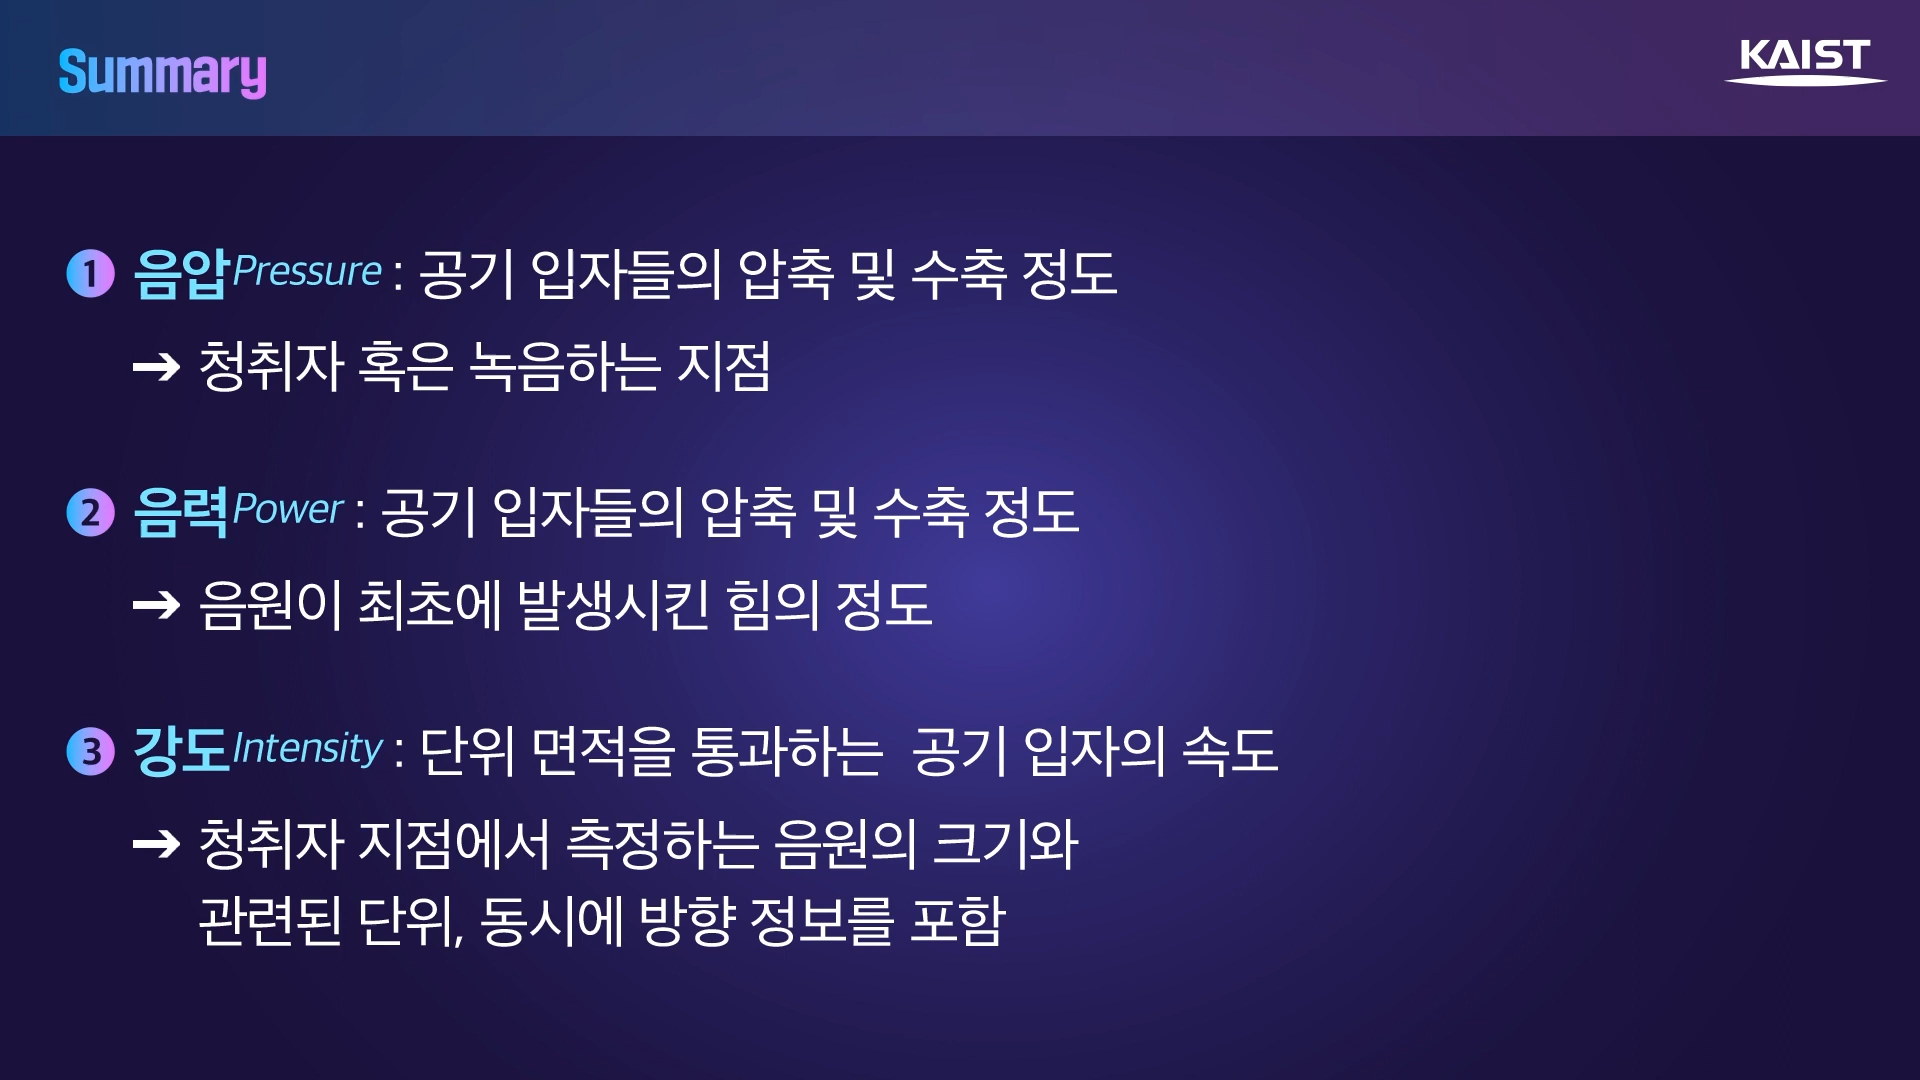 Summary
KAIST
1 음압Pressure : 공기 입자들의 압축 및 수축 정도
➔ 청취자 혹은 녹음하는 지점
2 음력Power : 공기 입자들의 압축 및 수축 정도
➔ 음원이 최초에 발생시킨 힘의 정도
3 강도Intensity : 단위 면적을 통과하는 공기 입자의 속도
➔ 청취자 지점에서 측정하는 음원의 크기와
관련된 단위, 동시에 방향 정보를 포함